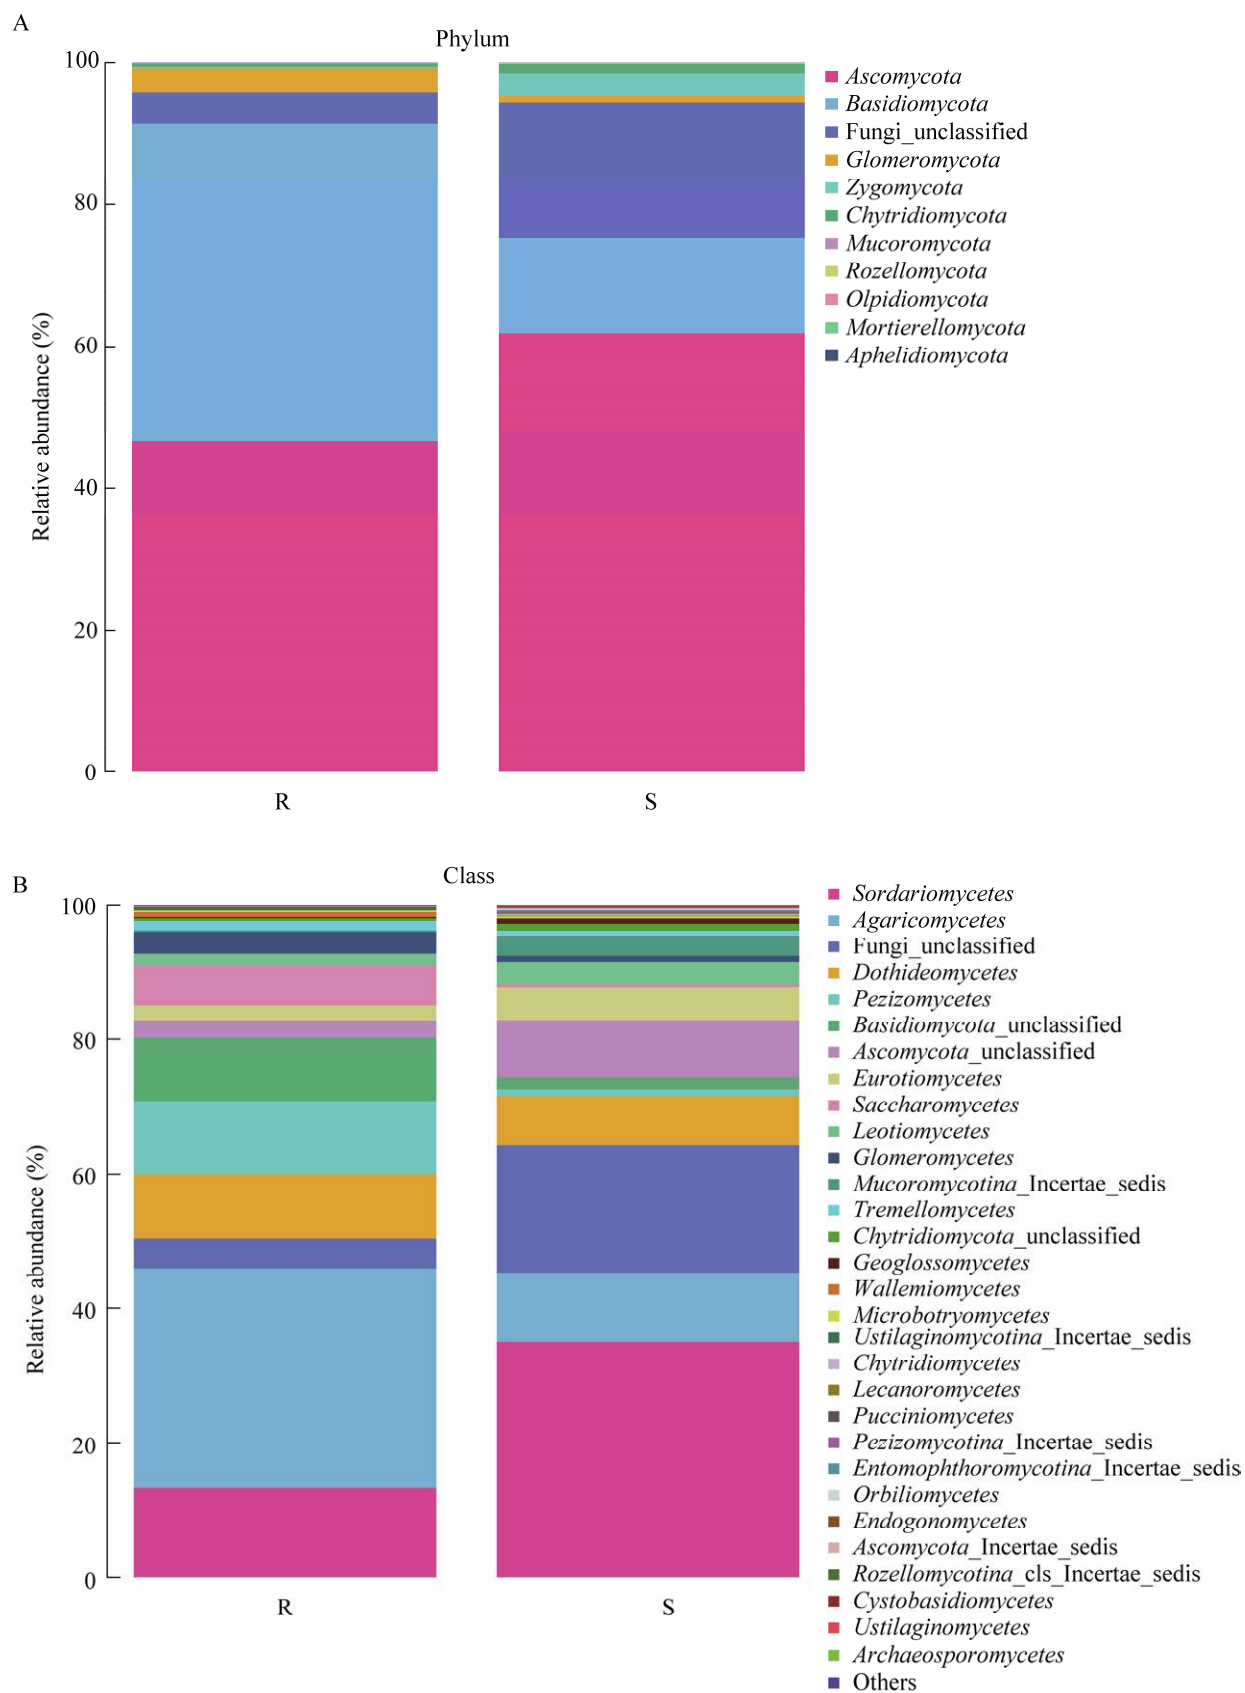 A
Phylum
100
80
60
40
20
0
Relative abundance (%)
R
S
Ascomycota
Basidiomycota
Fungi_unclassified
Glomeromycota
Zygomycota
Chytridiomycota
Mucoromycota
Rozellomycota
Olpidiomycota
Mortierellomycota
Aphelidiomycota
B
Class
100
80
60
40
20
0
Relative abundance (%)
R
S
Sordariomycetes
Agaricomycetes
Fungi_unclassified
Dothideomycetes
Pezizomycetes
Basidiomycota_unclassified
Ascomycota_unclassified
Eurotiomycetes
Saccharomycetes
Leotiomycetes
Glomeromycetes
Mucoromycotina_Incertae_sedis
Tremellomycetes
Chytridiomycota_unclassified
Geoglossomycetes
Wallemiomycetes
Microbotryomycetes
Ustilaginomycotina_Incertae_sedis
Chytridiomycetes
Lecanoromycetes
Pucciniomycetes
Pezizomycotina_Incertae_sedis
Entomophthoromycotina_Incertae_sedis
Orbiliomycetes
Endogonomycetes
Ascomycota_Incertae_sedis
Rozellomycotina_cls_Incertae_sedis
Cystobasidiomycetes
Ustilaginomycetes
Archaeosporomycetes
Others